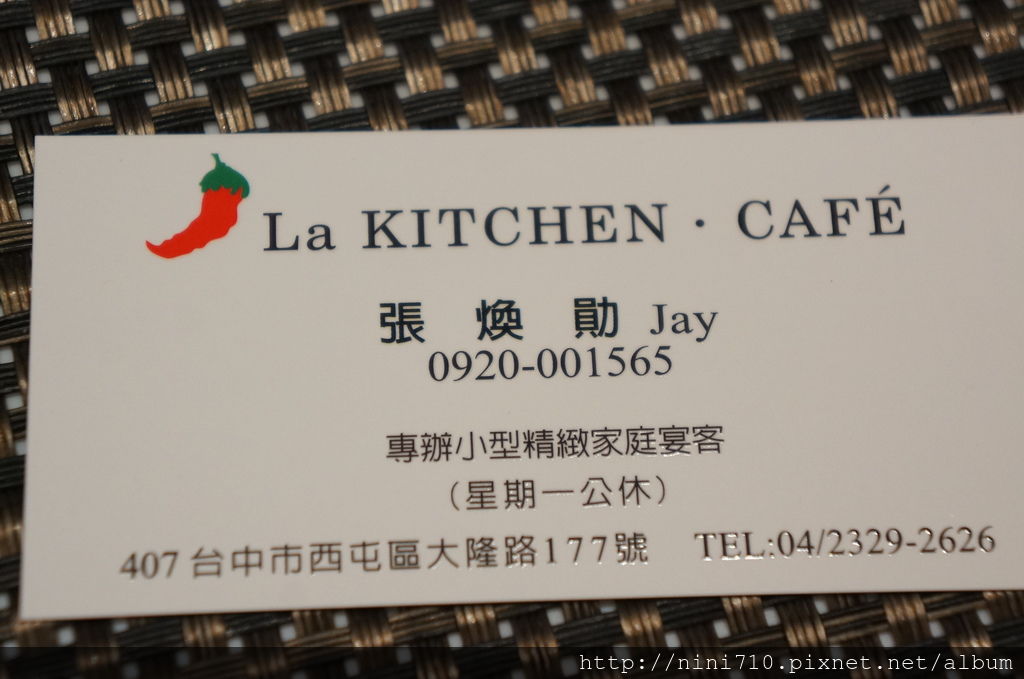 La KITCHEN · CAFÉ
張 煥 勛 Jay
0920-001565
專辦小型精緻家庭宴客
(星期一公休)
407 台中市西屯區大隆路177號 TEL:04/2329-2626
http://nini710.pixnet.net/album